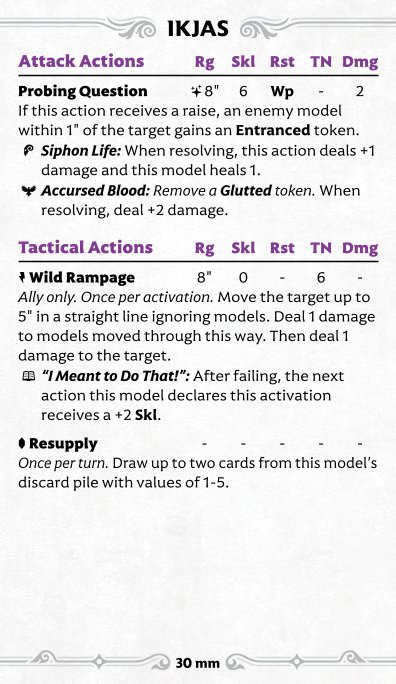 IKJAS
Attack Actions Rg Skl Rst TN Dmg
Probing Question 8" 6 Wp - 2
If this action receives a raise, an enemy model
within 1" of the target gains an Entranced token.
Siphon Life: When resolving, this action deals +1
damage and this model heals 1.
Accursed Blood: Remove a Glutted token. When
resolving, deal +2 damage.
Tactical Actions Rg Skl Rst TN Dmg
Wild Rampage 8" 0 - 6 -
Ally only. Once per activation. Move the target up to
5" in a straight line ignoring models. Deal 1 damage
to models moved through this way. Then deal 1
damage to the target.
"I Meant to Do That!": After failing, the next
action this model declares this activation
receives a +2 Skl.
Resupply - - - - -
Once per turn. Draw up to two cards from this model's
discard pile with values of 1-5.
30 mm